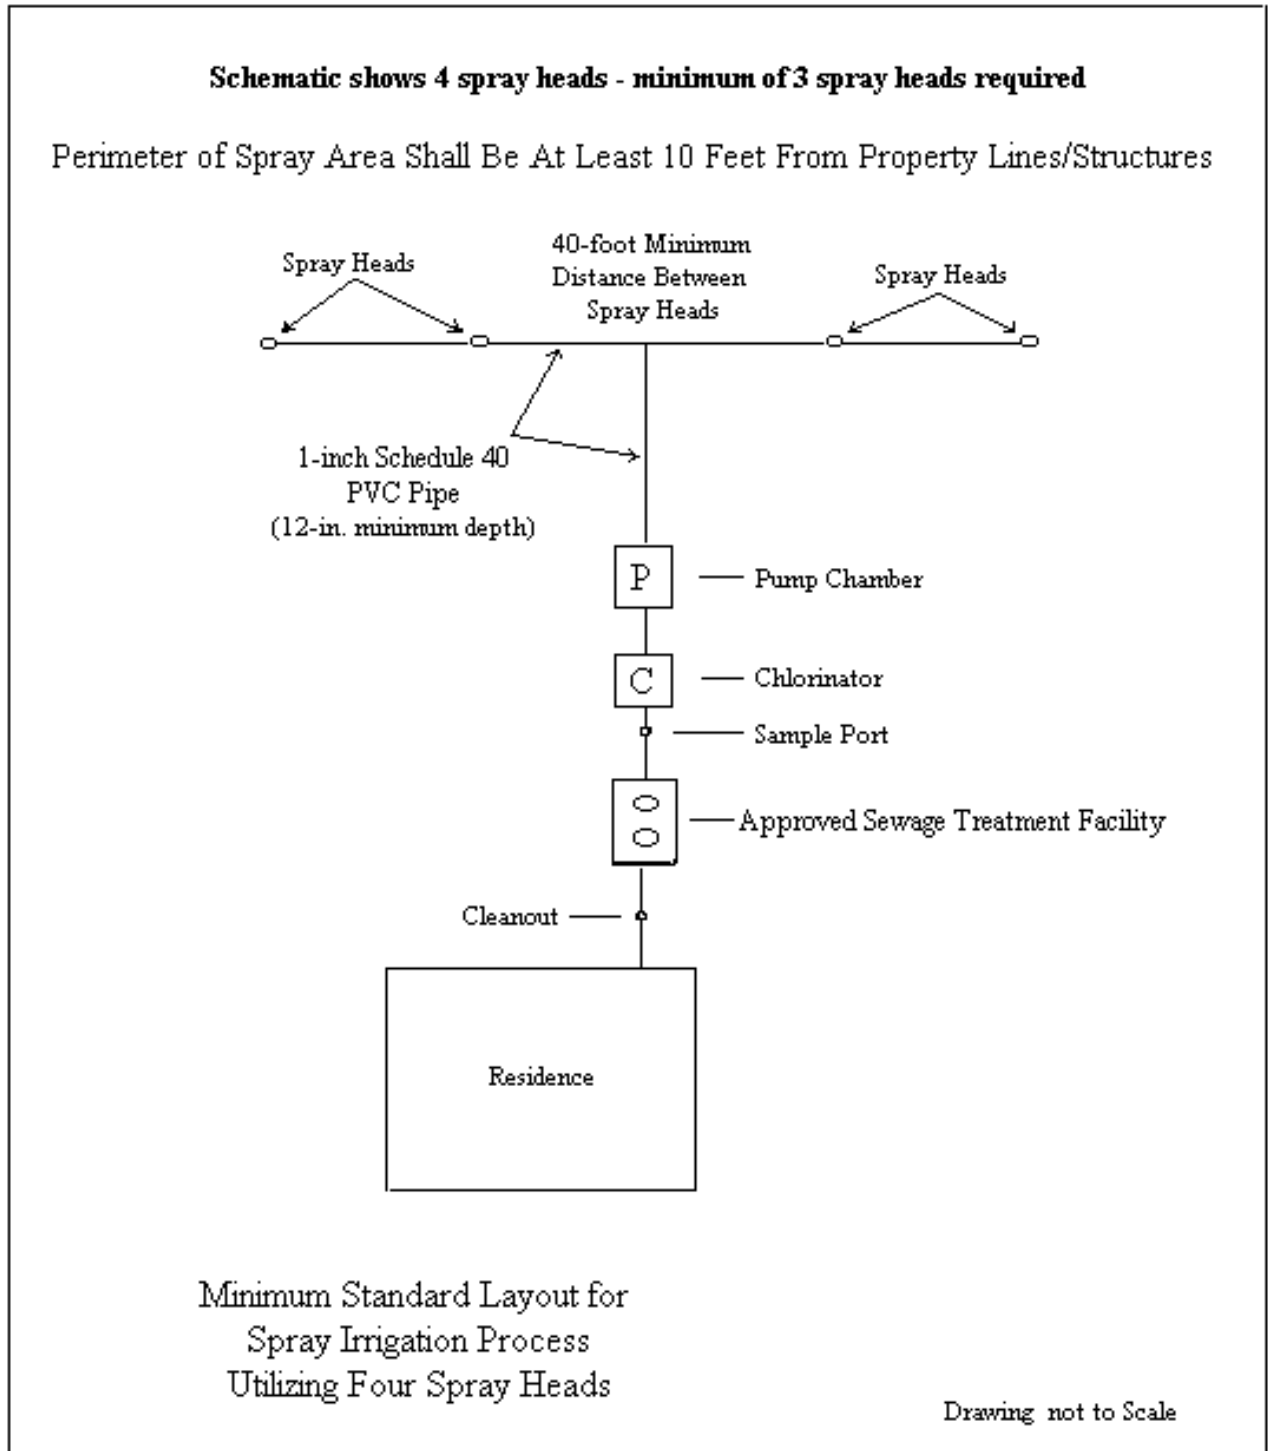 Schematic shows 4 spray heads - minimum of 3 spray heads required
Perimeter of Spray Area Shall Be At Least 10 Feet From Property Lines/Structures
Spray Heads
40-foot Minimum
Distance Between
Spray Heads
Spray Heads
1-inch Schedule 40
PVC Pipe
(12-in. minimum depth)
P
Pump Chamber
C
Chlorinator
Sample Port
Approved Sewage Treatment Facility
Cleanout
Residence
Minimum Standard Layout for
Spray Irrigation Process
Utilizing Four Spray Heads
Drawing not to Scale